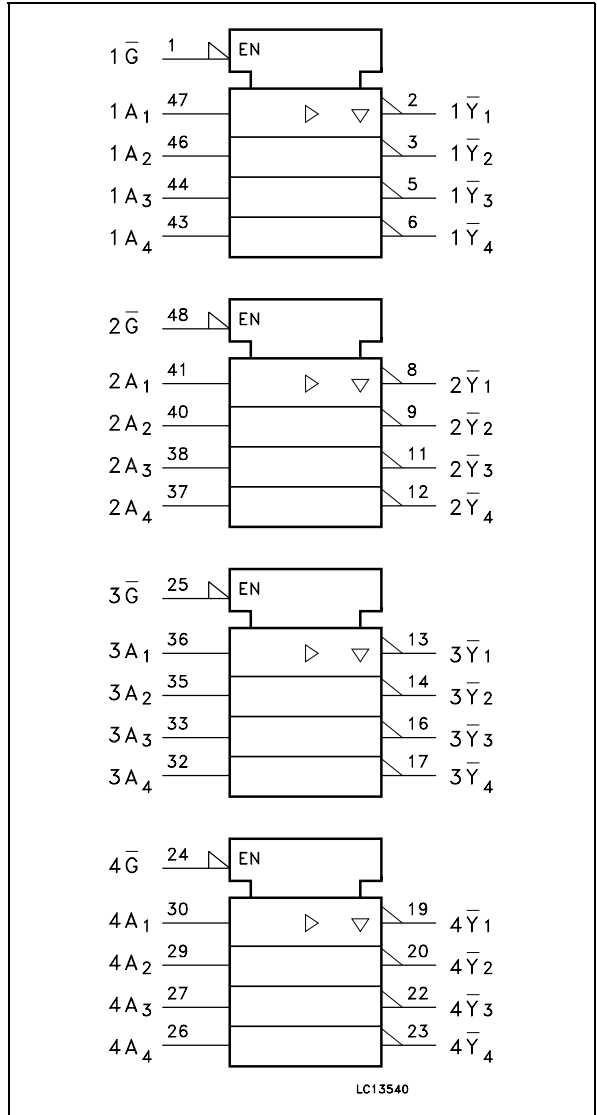 1G̅ 1 EN
1A₁ 47 2 1Y̅₁
1A₂ 46 3 1Y̅₂
1A₃ 44 5 1Y̅₃
1A₄ 43 6 1Y̅₄
2G̅ 48 EN
2A₁ 41 8 2Y̅₁
2A₂ 40 9 2Y̅₂
2A₃ 38 11 2Y̅₃
2A₄ 37 12 2Y̅₄
3G̅ 25 EN
3A₁ 36 13 3Y̅₁
3A₂ 35 14 3Y̅₂
3A₃ 33 16 3Y̅₃
3A₄ 32 17 3Y̅₄
4G̅ 24 EN
4A₁ 30 19 4Y̅₁
4A₂ 29 20 4Y̅₂
4A₃ 27 22 4Y̅₃
4A₄ 26 23 4Y̅₄
LC13540